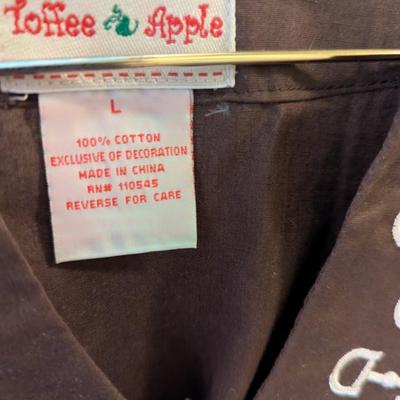 Toffee Apple
L
100% COTTON
EXCLUSIVE OF DECORATION
MADE IN CHINA
RN# 110545
REVERSE FOR CARE